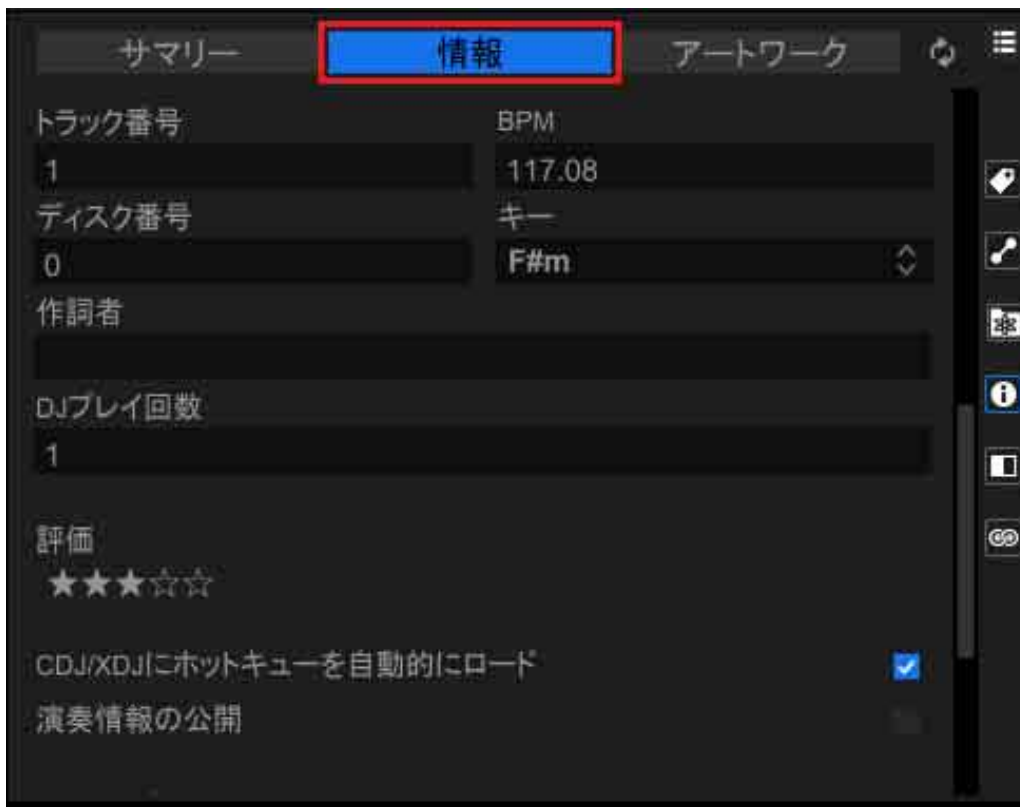 サマリー 情報 アートワーク
トラック番号 BPM
1 117.08
ディスク番号 キー
0 F#m
作詞者
DJプレイ回数
1
評価
★★★☆☆
CDJ/XDJにホットキューを自動的にロード
演奏情報の公開